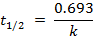 t₁/₂ = 0.693/k